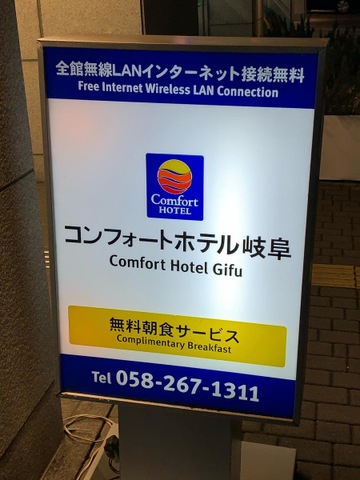 全館無線LANインターネット接続無料
Free Internet Wireless LAN Connection
Comfort
HOTEL
コンフォートホテル岐阜
Comfort Hotel Gifu
無料朝食サービス
Complimentary Breakfast
Tel 058-267-1311